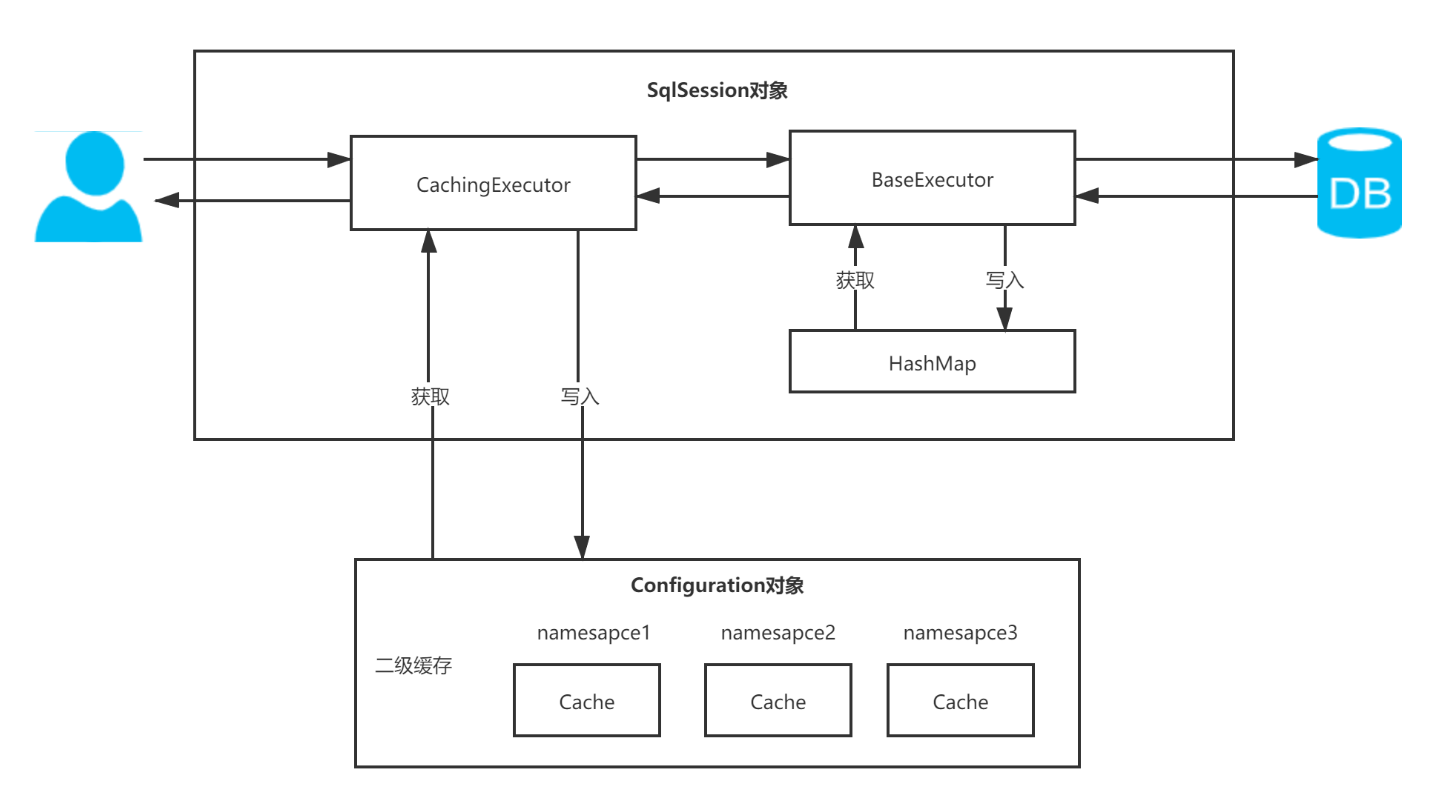 SqlSession对象
CachingExecutor
BaseExecutor
DB
获取
写入
HashMap
获取
写入
Configuration对象
namesapce1
namesapce2
namesapce3
二级缓存
Cache
Cache
Cache